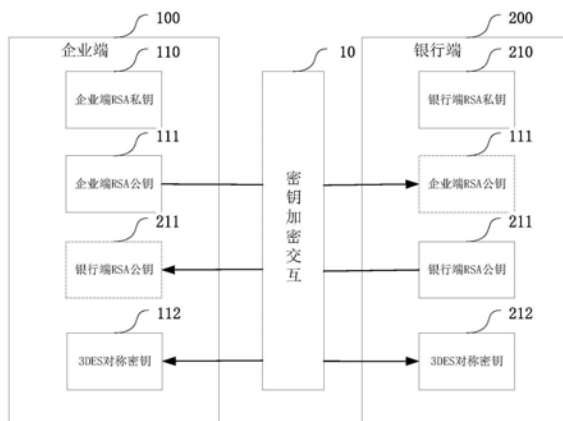 100
200
企业端
银行端
110
10
210
企业端RSA私钥
银行端RSA私钥
111
111
企业端RSA公钥
密钥加密交互
企业端RSA公钥
211
211
银行端RSA公钥
银行端RSA公钥
112
212
3DES对称密钥
3DES对称密钥